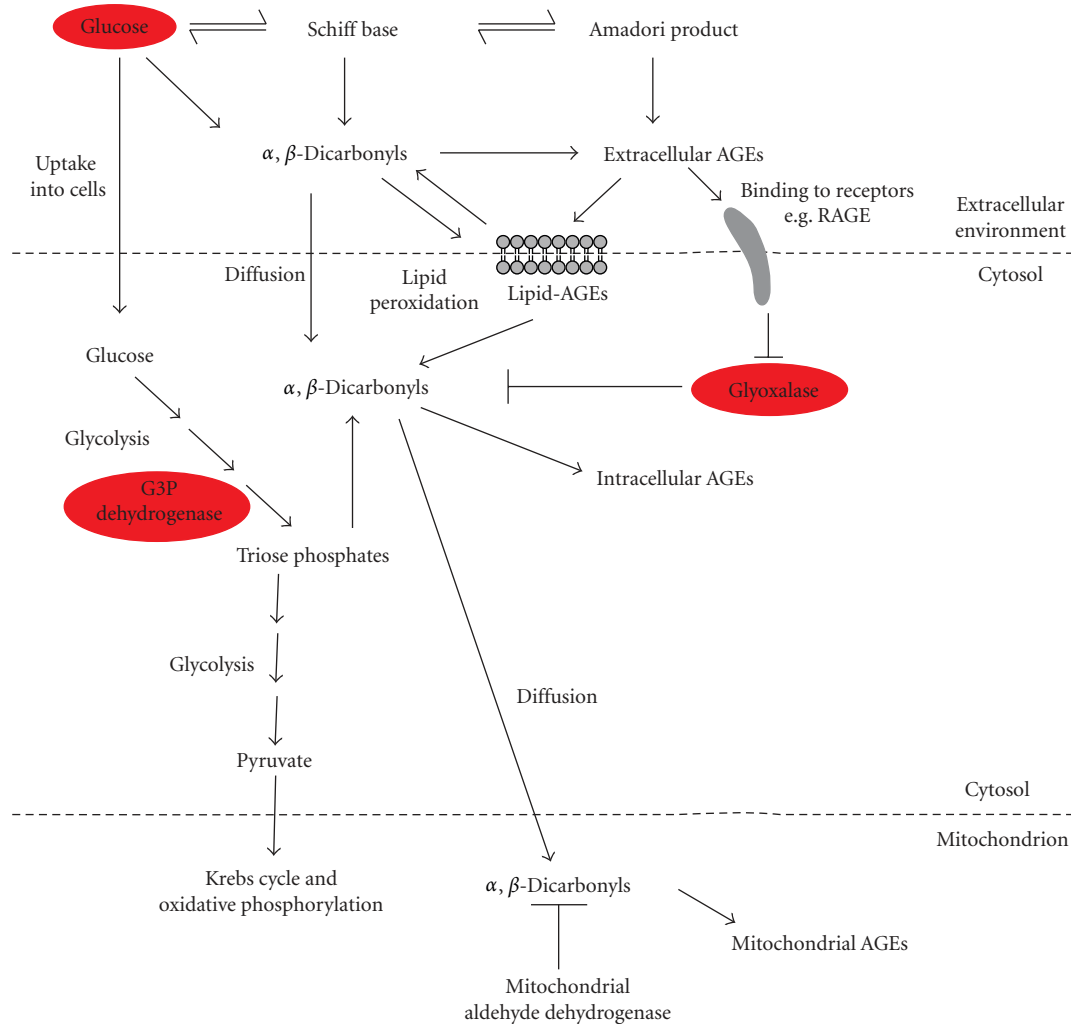 Glucose
Schiff base
Amadori product
α, β-Dicarbonyls
Extracellular AGEs
Uptake
into cells
Binding to receptors
e.g. RAGE
Extracellular
environment
Diffusion
Lipid
peroxidation
Lipid-AGEs
Cytosol
Glucose
α, β-Dicarbonyls
Glyoxalase
Glycolysis
Intracellular AGEs
G3P
dehydrogenase
Triose phosphates
Glycolysis
Diffusion
Pyruvate
Cytosol
Mitochondrion
Krebs cycle and
oxidative phosphorylation
α, β-Dicarbonyls
Mitochondrial AGEs
Mitochondrial
aldehyde dehydrogenase